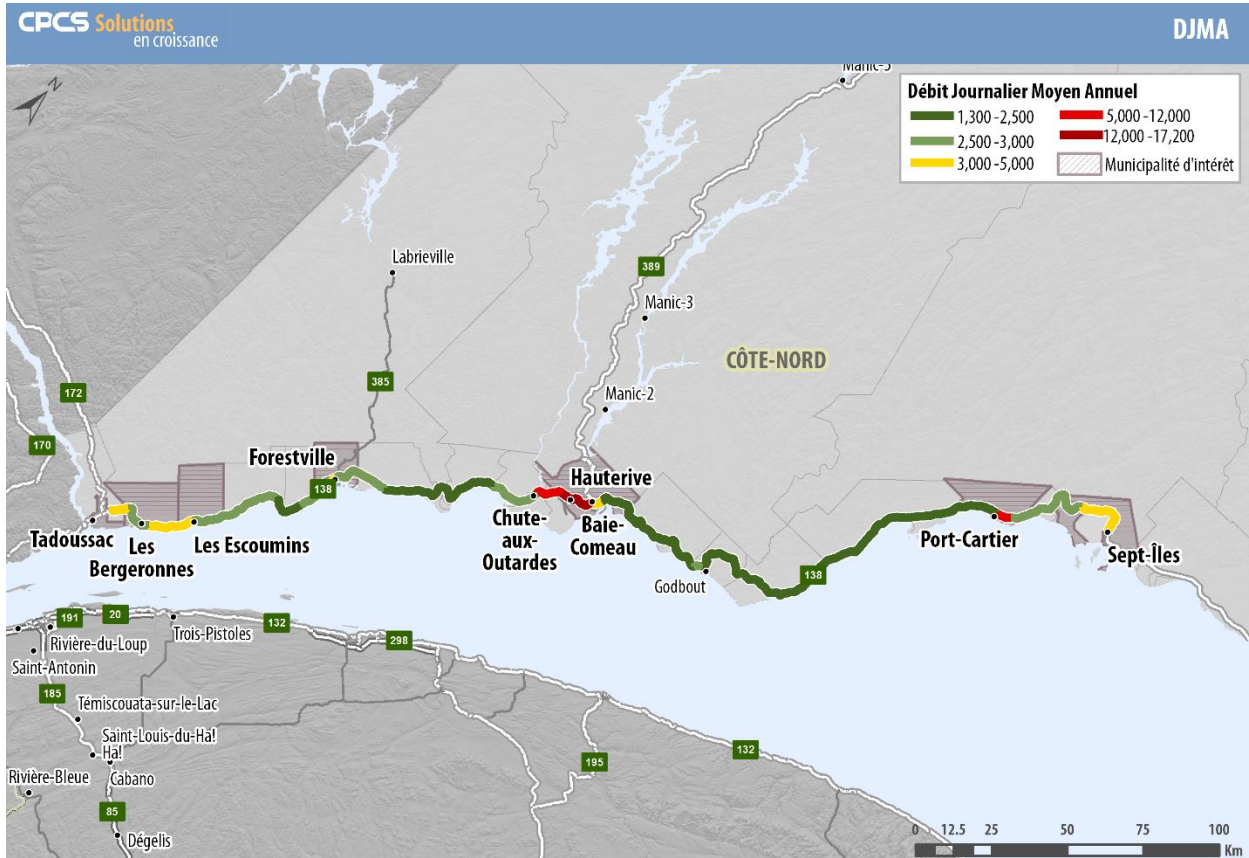 CPCS Solutions
en croissance
DJMA
N
Manic-5
Débit Journalier Moyen Annuel
1,300 -2,500
5,000 -12,000
2,500 -3,000
12,000 -17,200
3,000 -5,000
Municipalité d'intérêt
Labrieville
389
Manic-3
CÔTE-NORD
172
385
Manic-2
170
Forestville
Hauterive
138
Chute-
aux-
Outardes
Baie-
Comeau
Tadoussac
Les
Bergeronnes
Les Escoumins
Port-Cartier
Sept-Îles
Godbout
138
191
20
Trois-Pistoles
132
298
Rivière-du-Loup
Saint-Antonin
185
Témiscouata-sur-le-Lac
Saint-Louis-du-Ha!
Ha!
Cabano
Rivière-Bleue
85
Dégelis
195
132
0 12.5 25 50 75 100
Km